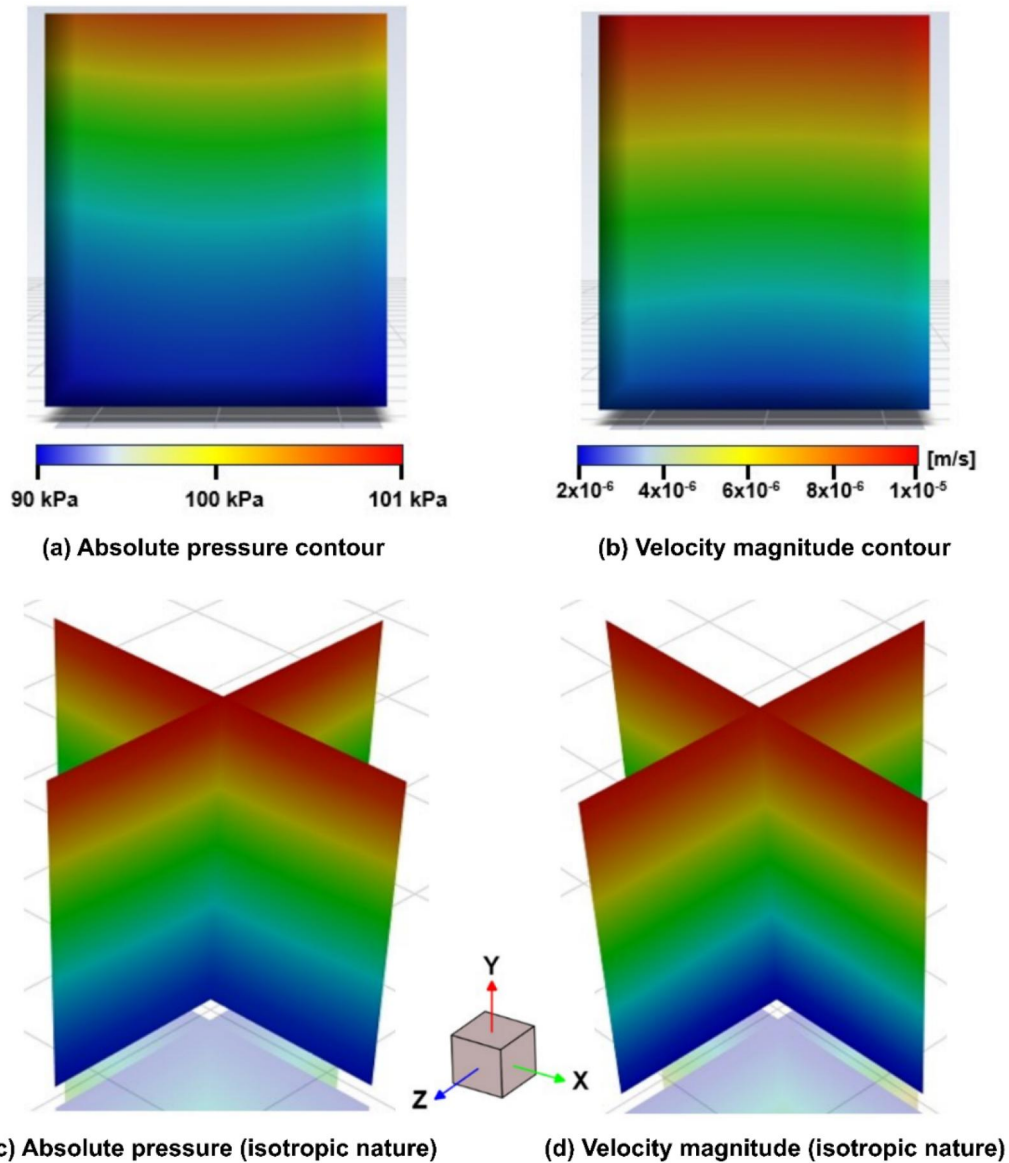 90 kPa 100 kPa 101 kPa
[m/s]
2x10⁻⁶ 4x10⁻⁶ 6x10⁻⁶ 8x10⁻⁶ 1x10⁻⁵
(a) Absolute pressure contour
(b) Velocity magnitude contour
Y
X
Z
c) Absolute pressure (isotropic nature)
(d) Velocity magnitude (isotropic nature)